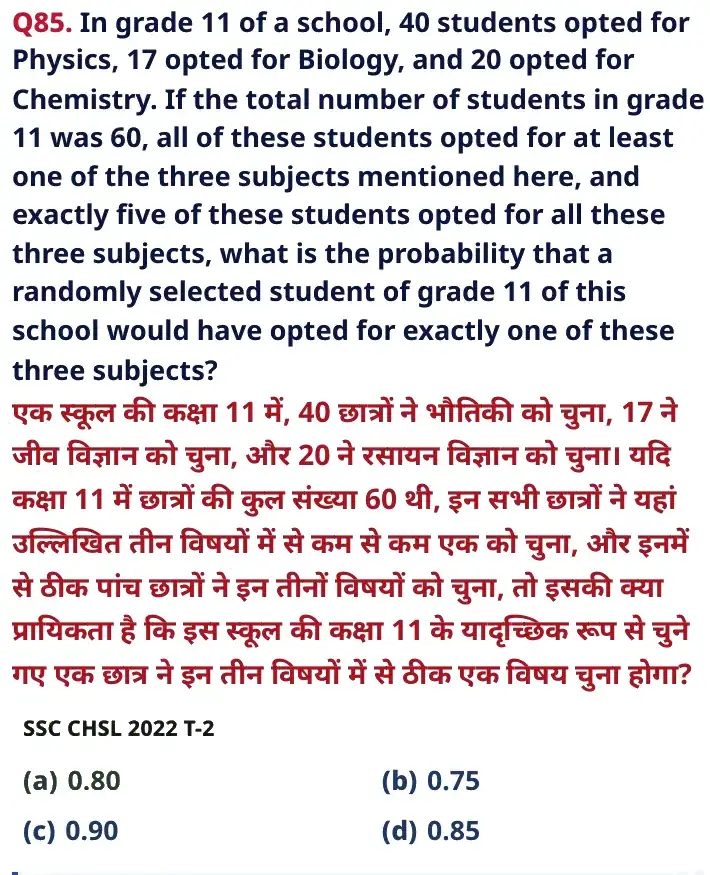 Q85. In grade 11 of a school, 40 students opted for
Physics, 17 opted for Biology, and 20 opted for
Chemistry. If the total number of students in grade
11 was 60, all of these students opted for at least
one of the three subjects mentioned here, and
exactly five of these students opted for all these
three subjects, what is the probability that a
randomly selected student of grade 11 of this
school would have opted for exactly one of these
three subjects?
एक स्कूल की कक्षा 11 में, 40 छात्रों ने भौतिकी को चुना, 17 ने
जीव विज्ञान को चुना, और 20 ने रसायन विज्ञान को चुना। यदि
कक्षा 11 में छात्रों की कुल संख्या 60 थी, इन सभी छात्रों ने यहां
उल्लिखित तीन विषयों में से कम से कम एक को चुना, और इनमें
से ठीक पांच छात्रों ने इन तीनों विषयों को चुना, तो इसकी क्या
प्रायिकता है कि इस स्कूल की कक्षा 11 के यादृच्छिक रूप से चुने
गए एक छात्र ने इन तीन विषयों में से ठीक एक विषय चुना होगा?
SSC CHSL 2022 T-2
(a) 0.80 (b) 0.75
(c) 0.90 (d) 0.85